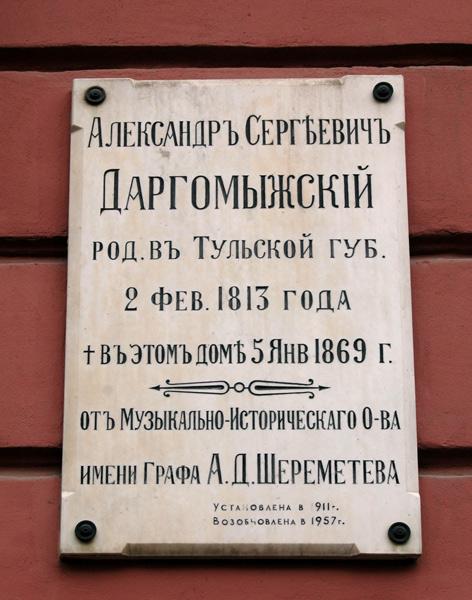 АЛЕКСАНДРЪ СЕРГѢЕВИЧЪ
ДАРГОМЫЖСКІЙ
РОД. ВЪ ТУЛЬСКОЙ ГУБ.
2 ФЕВ. 1813 ГОДА
† ВЪ ЭТОМЪ ДОМѢ 5 ЯНВ 1869 Г.
ОТЪ МУЗЫКАЛЬНО-ИСТОРИЧЕСКАГО О-ВА
ИМЕНИ ГРАФА А.Д.ШЕРЕМЕТЕВА
УСТАНОВЛЕНА В 1911 г.
ВОЗОБНОВЛЕНА В 1957 г.